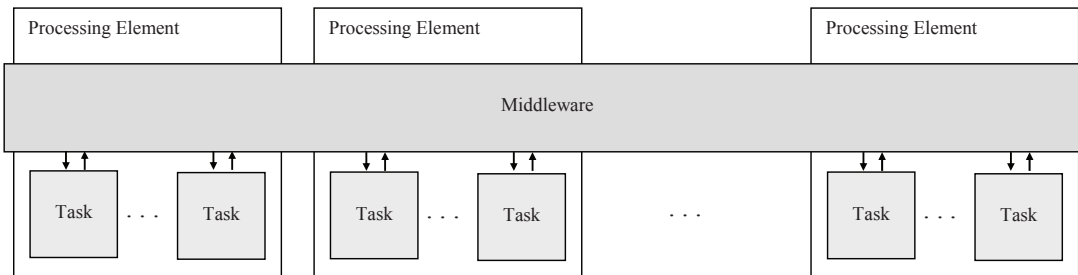 Processing Element Processing Element Processing Element
Middleware
Task . . . Task Task . . . Task . . . Task . . . Task